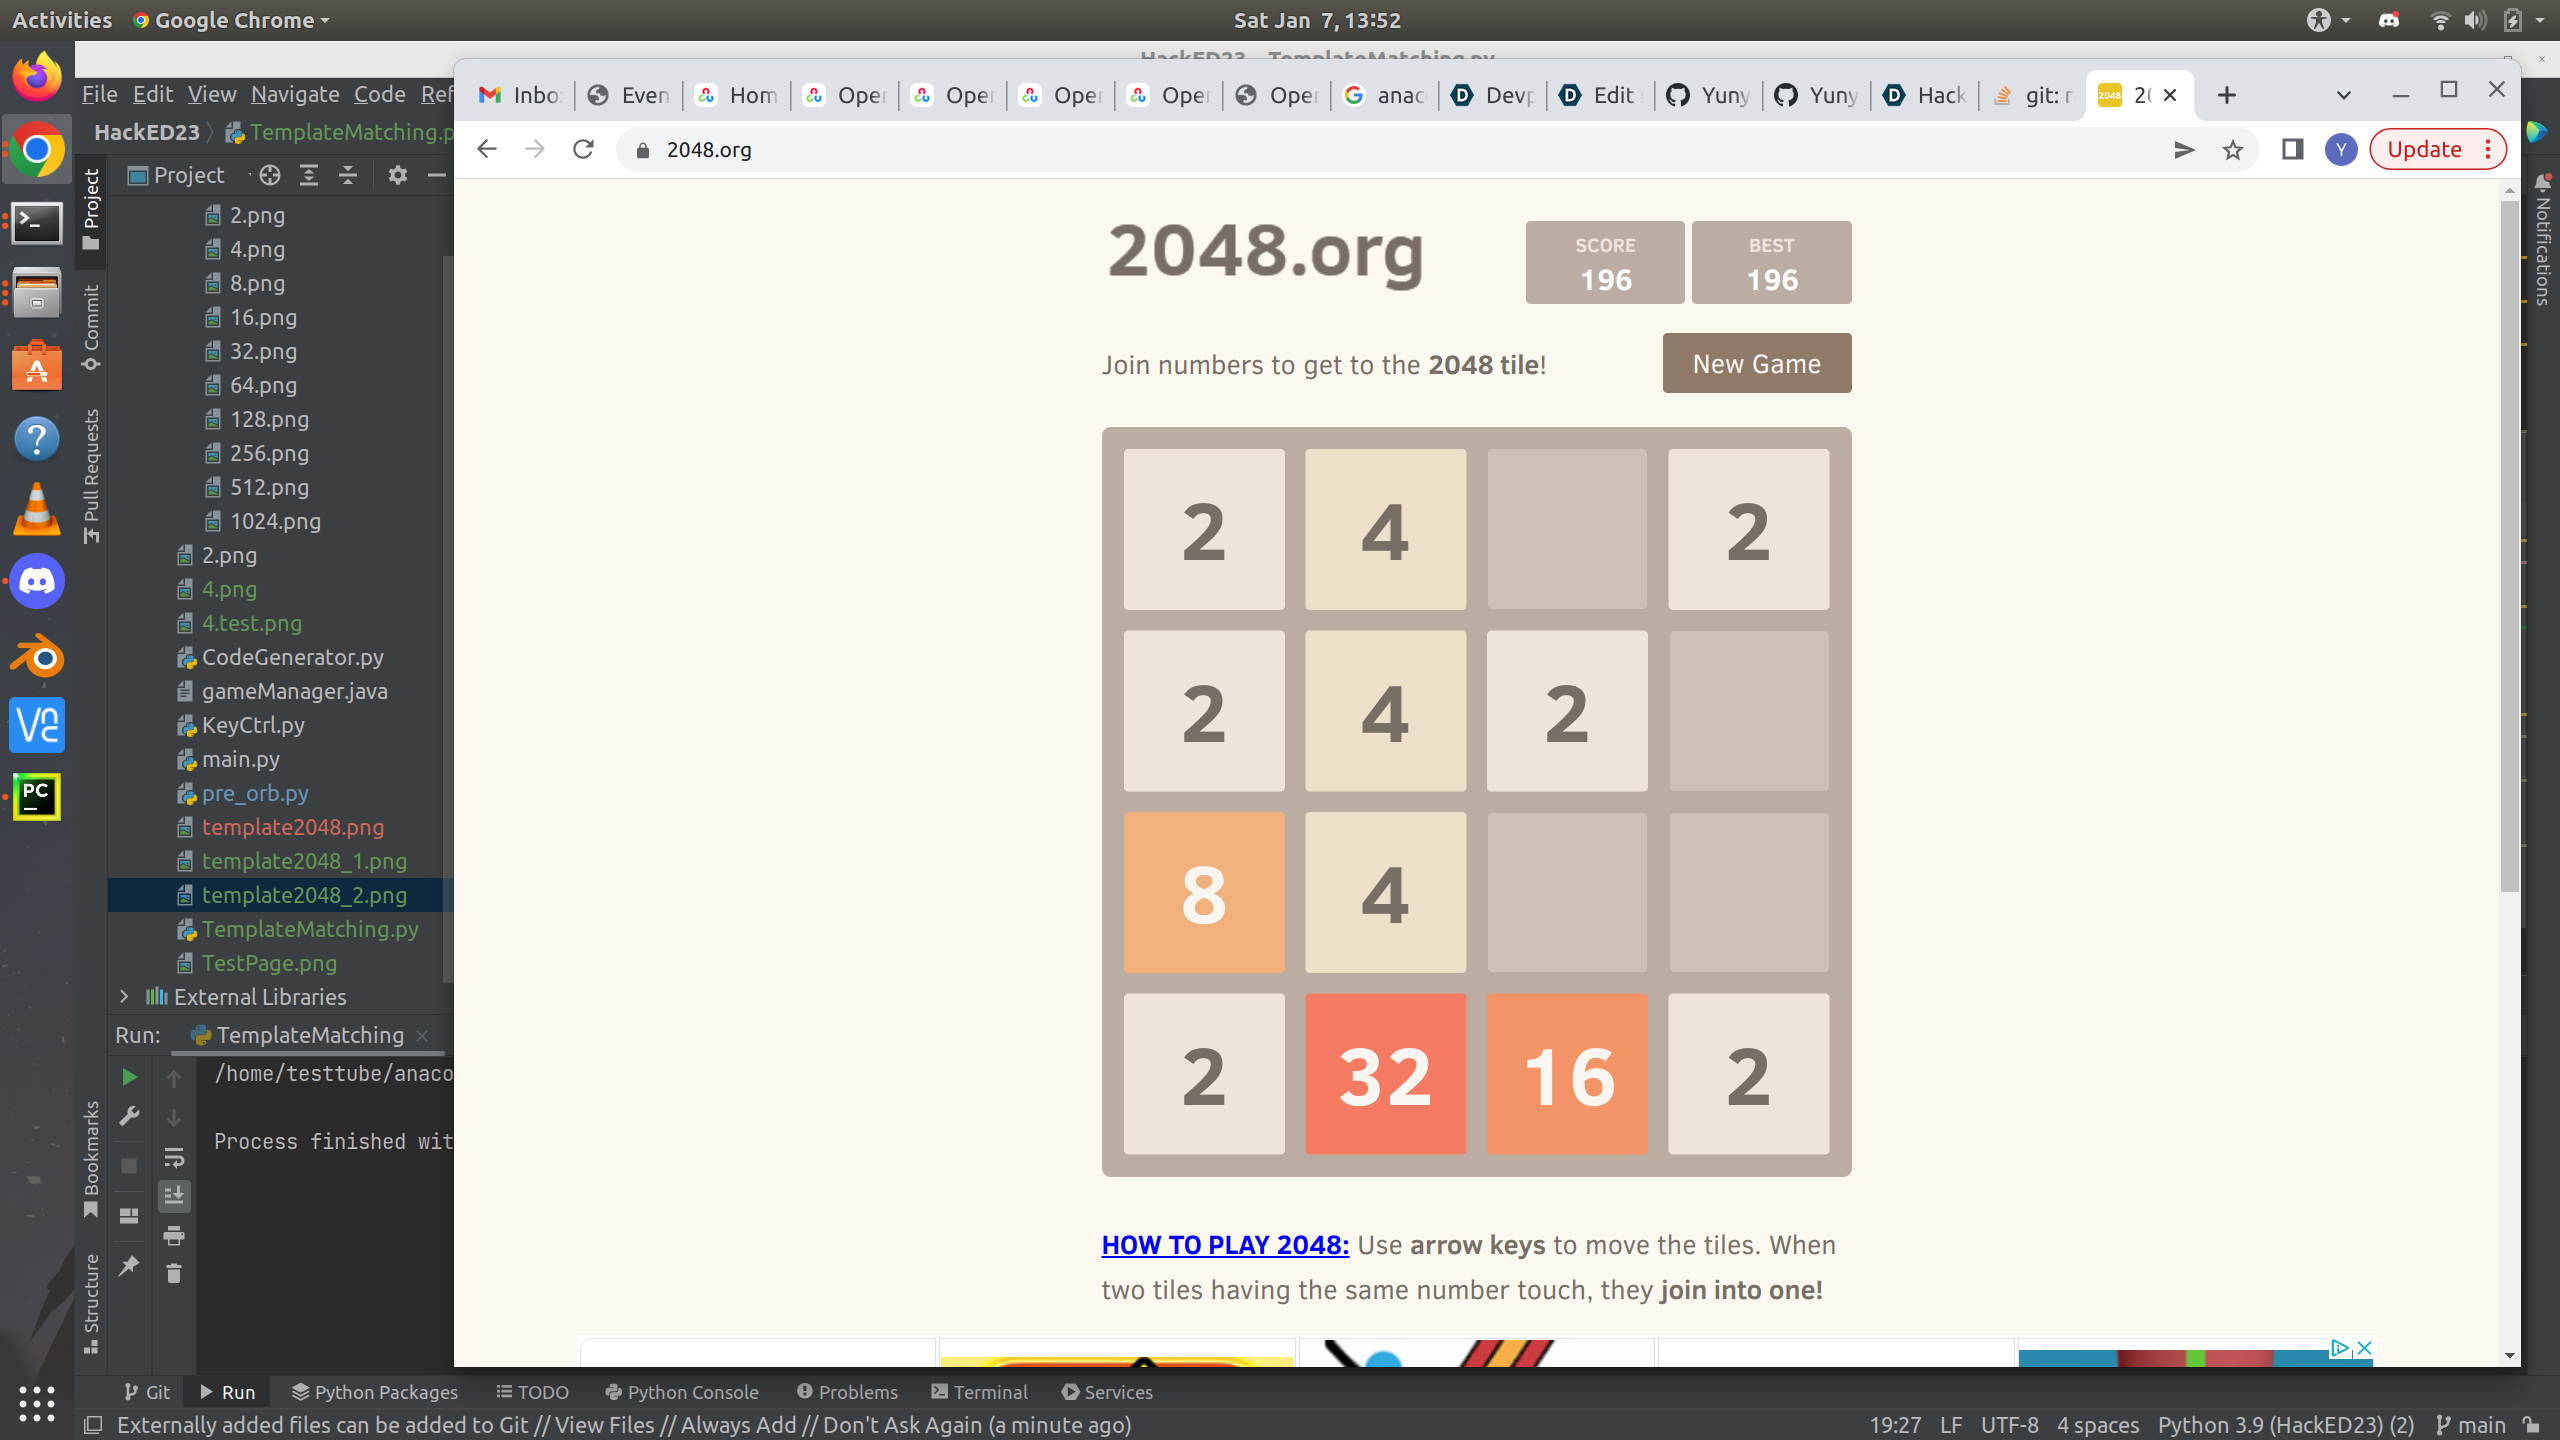 Activities
Google Chrome
Sat Jan 7, 13:52
HackED23 – TemplateMatching.py
File Edit View Navigate Code Ref
HackED23
TemplateMatching.p
Project
Project
2.png
4.png
8.png
16.png
32.png
64.png
128.png
256.png
512.png
1024.png
2.png
4.png
4.test.png
CodeGenerator.py
gameManager.java
KeyCtrl.py
main.py
pre_orb.py
template2048.png
template2048_1.png
template2048_2.png
TemplateMatching.py
TestPage.png
External Libraries
Commit
Pull Requests
Run:
TemplateMatching
/home/testtube/anaco
Process finished wit
Bookmarks
Structure
Inbo
Even
Hom
Oper
Oper
Oper
Oper
Oper
anac
Devp
Edit
Yuny
Yuny
Hack
git: r
2048
2(
2048.org
Y
Update
Notifications
2048.org
SCORE
196
BEST
196
Join numbers to get to the 2048 tile!
New Game
2 4 2
2 4 2
8 4
2 32 16 2
HOW TO PLAY 2048: Use arrow keys to move the tiles. When
two tiles having the same number touch, they join into one!
Git
Run
Python Packages
TODO
Python Console
Problems
Terminal
Services
Externally added files can be added to Git // View Files // Always Add // Don't Ask Again (a minute ago)
19:27 LF UTF-8 4 spaces Python 3.9 (HackED23) (2) main